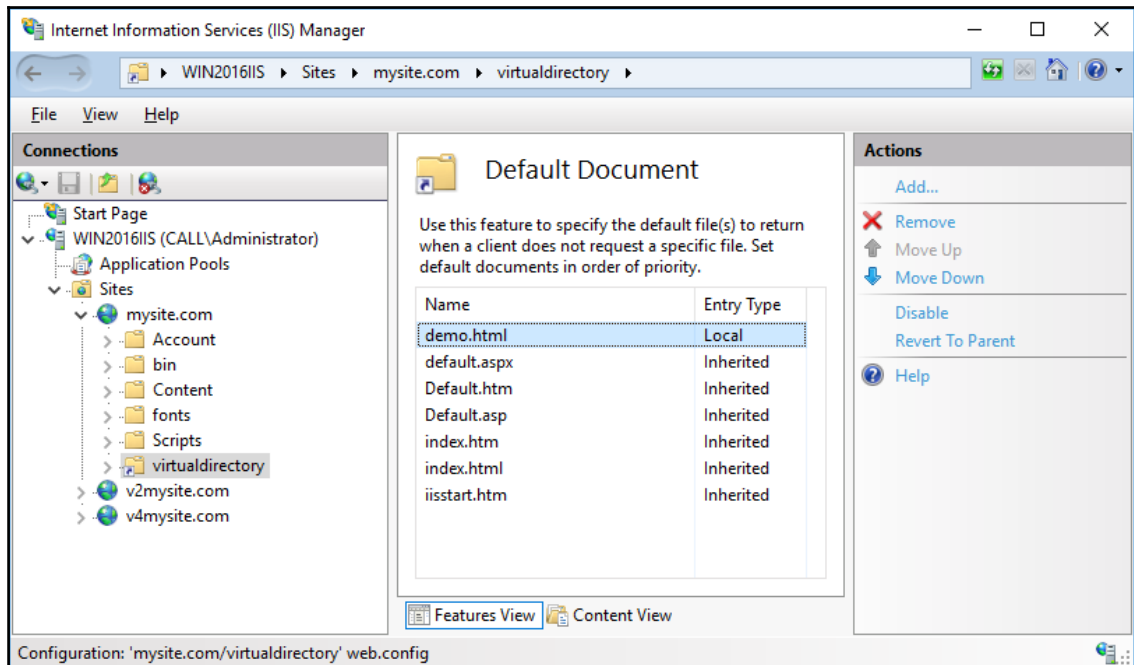 Internet Information Services (IIS) Manager
WIN2016IIS Sites mysite.com virtualdirectory
File View Help
Connections
Start Page
WIN2016IIS (CALL\Administrator)
Application Pools
Sites
mysite.com
Account
bin
Content
fonts
Scripts
virtualdirectory
v2mysite.com
v4mysite.com
Default Document
Use this feature to specify the default file(s) to return
when a client does not request a specific file. Set
default documents in order of priority.
Name Entry Type
demo.html Local
default.aspx Inherited
Default.htm Inherited
Default.asp Inherited
index.htm Inherited
index.html Inherited
iisstart.htm Inherited
Features View Content View
Actions
Add...
Remove
Move Up
Move Down
Disable
Revert To Parent
Help
Configuration: 'mysite.com/virtualdirectory' web.config